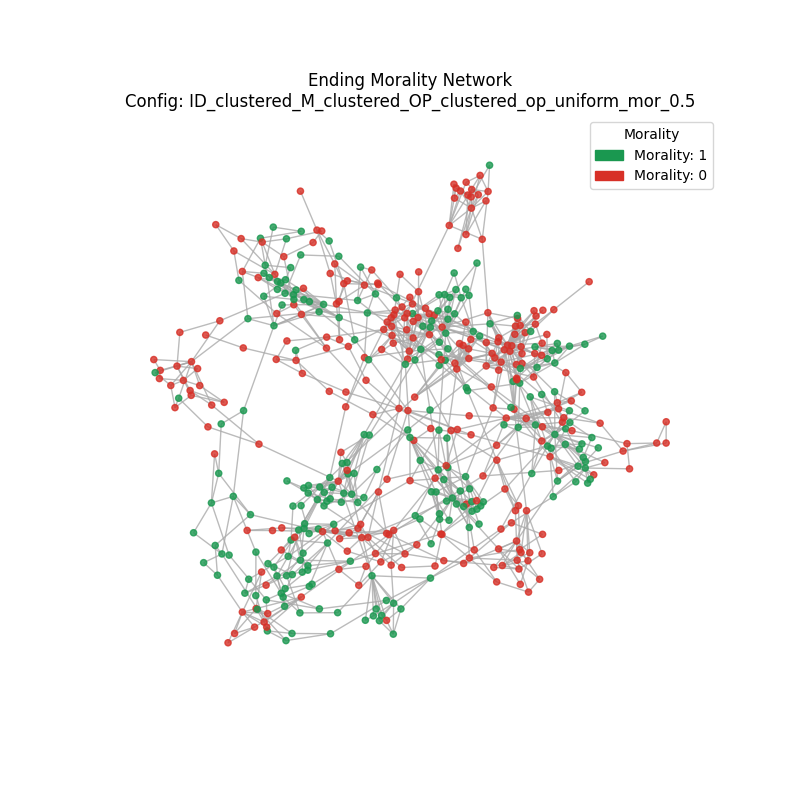 Ending Morality Network
Config: ID_clustered_M_clustered_OP_clustered_op_uniform_mor_0.5
Morality
Morality: 1
Morality: 0